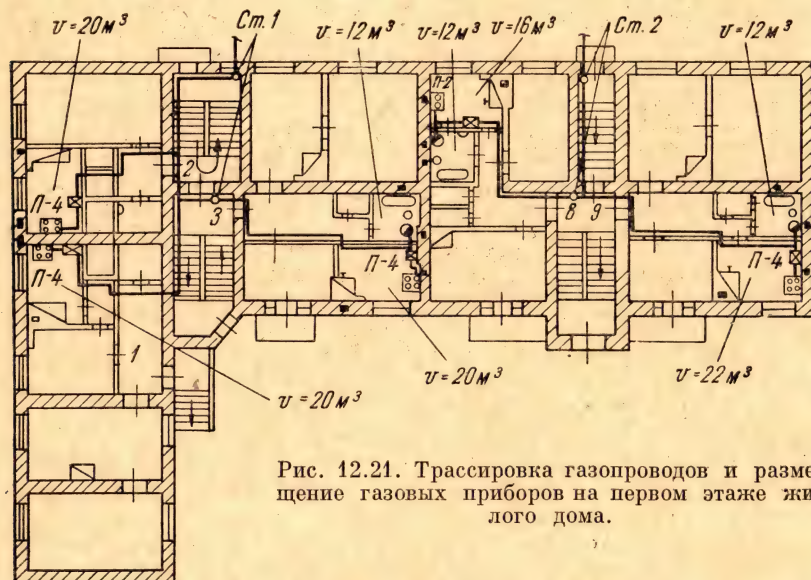 v=20м³ Ст.1 v=12м³ v=12м³ v=16м³ Ст.2 v=12м³
П-2
2
П-4 3 8 9
П-4 П-4 П-4
1
v=20м³ v=20м³ v=22м³
Рис. 12.21. Трассировка газопроводов и разме-
щение газовых приборов на первом этаже жи-
лого дома.